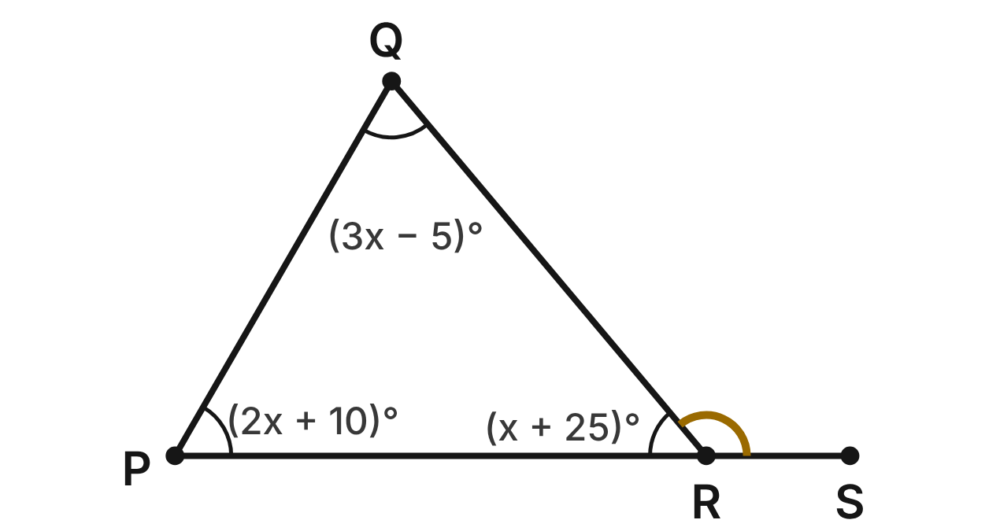 Q
(3x − 5)°
(2x + 10)°
(x + 25)°
P
R
S